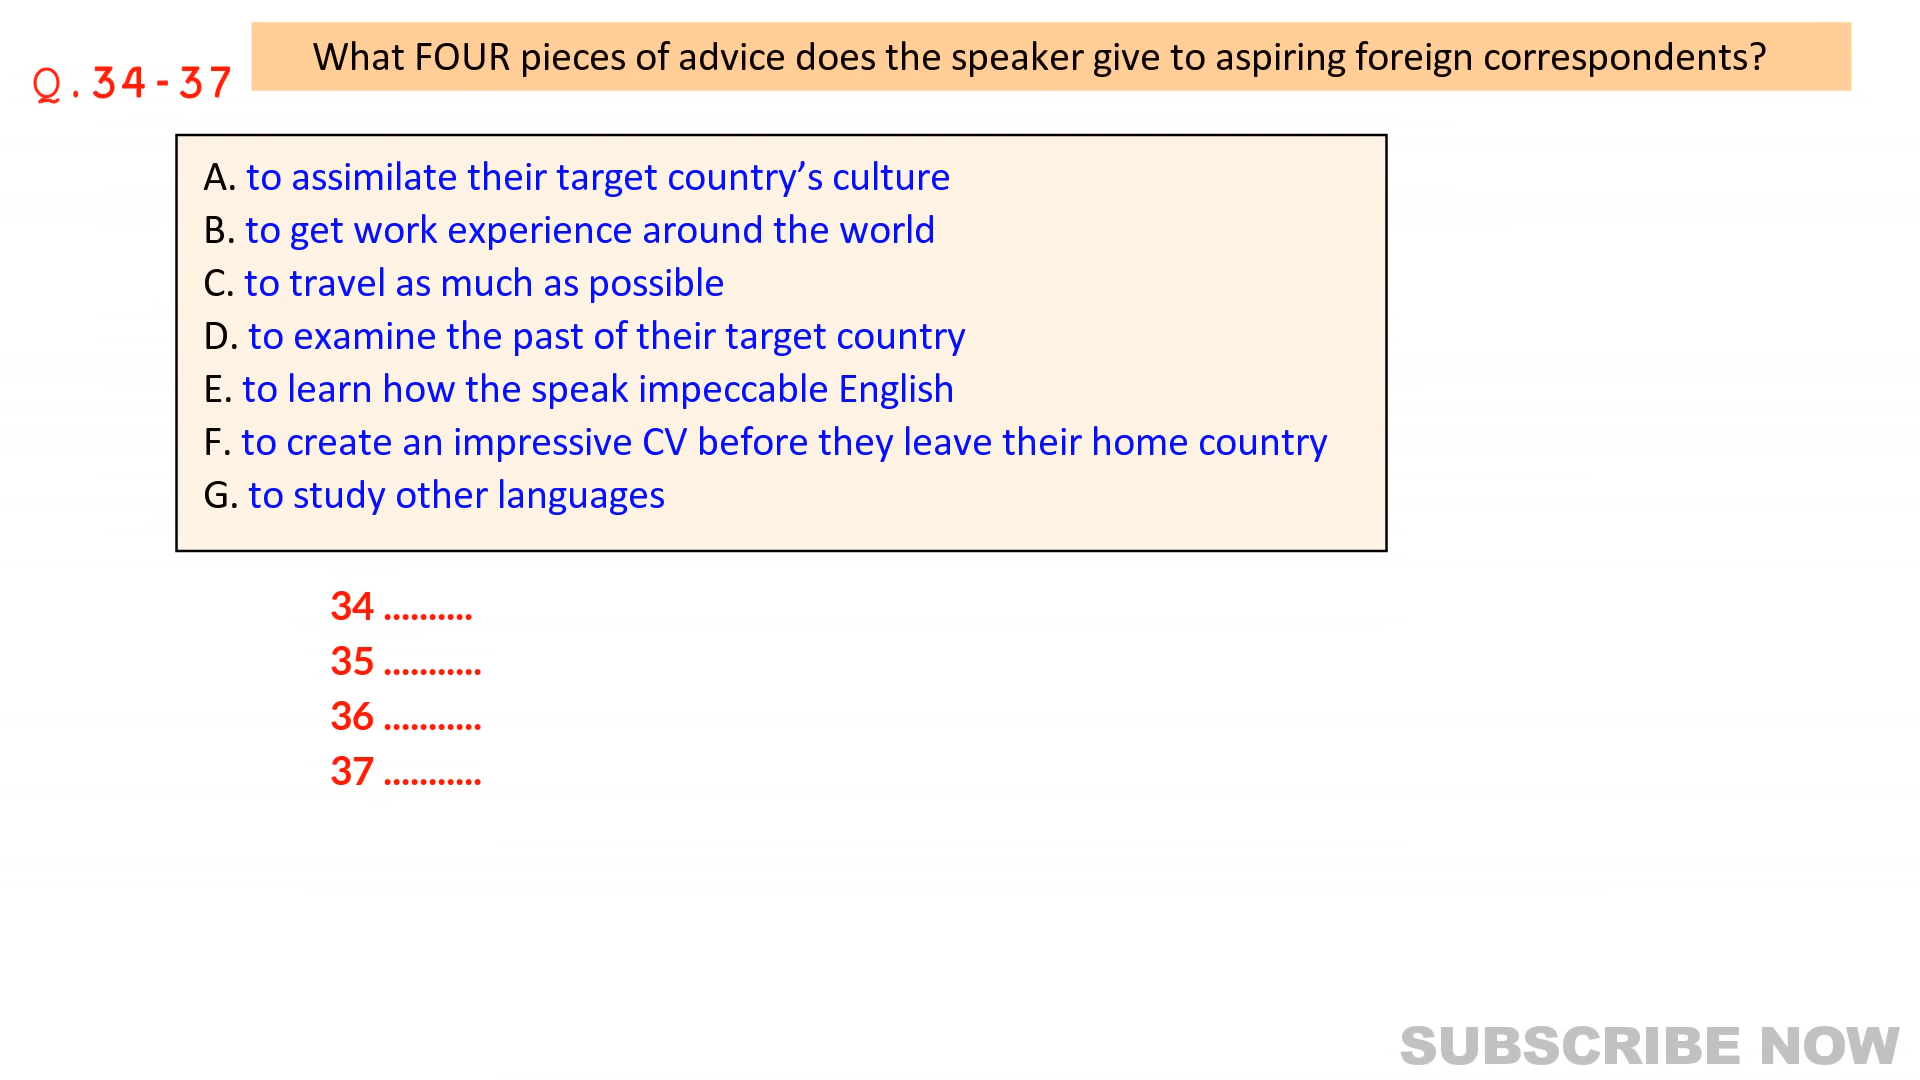 Q.34-37
What FOUR pieces of advice does the speaker give to aspiring foreign correspondents?
A. to assimilate their target country’s culture
B. to get work experience around the world
C. to travel as much as possible
D. to examine the past of their target country
E. to learn how the speak impeccable English
F. to create an impressive CV before they leave their home country
G. to study other languages
34 ..........
35 ...........
36 ...........
37 ...........
SUBSCRIBE NOW